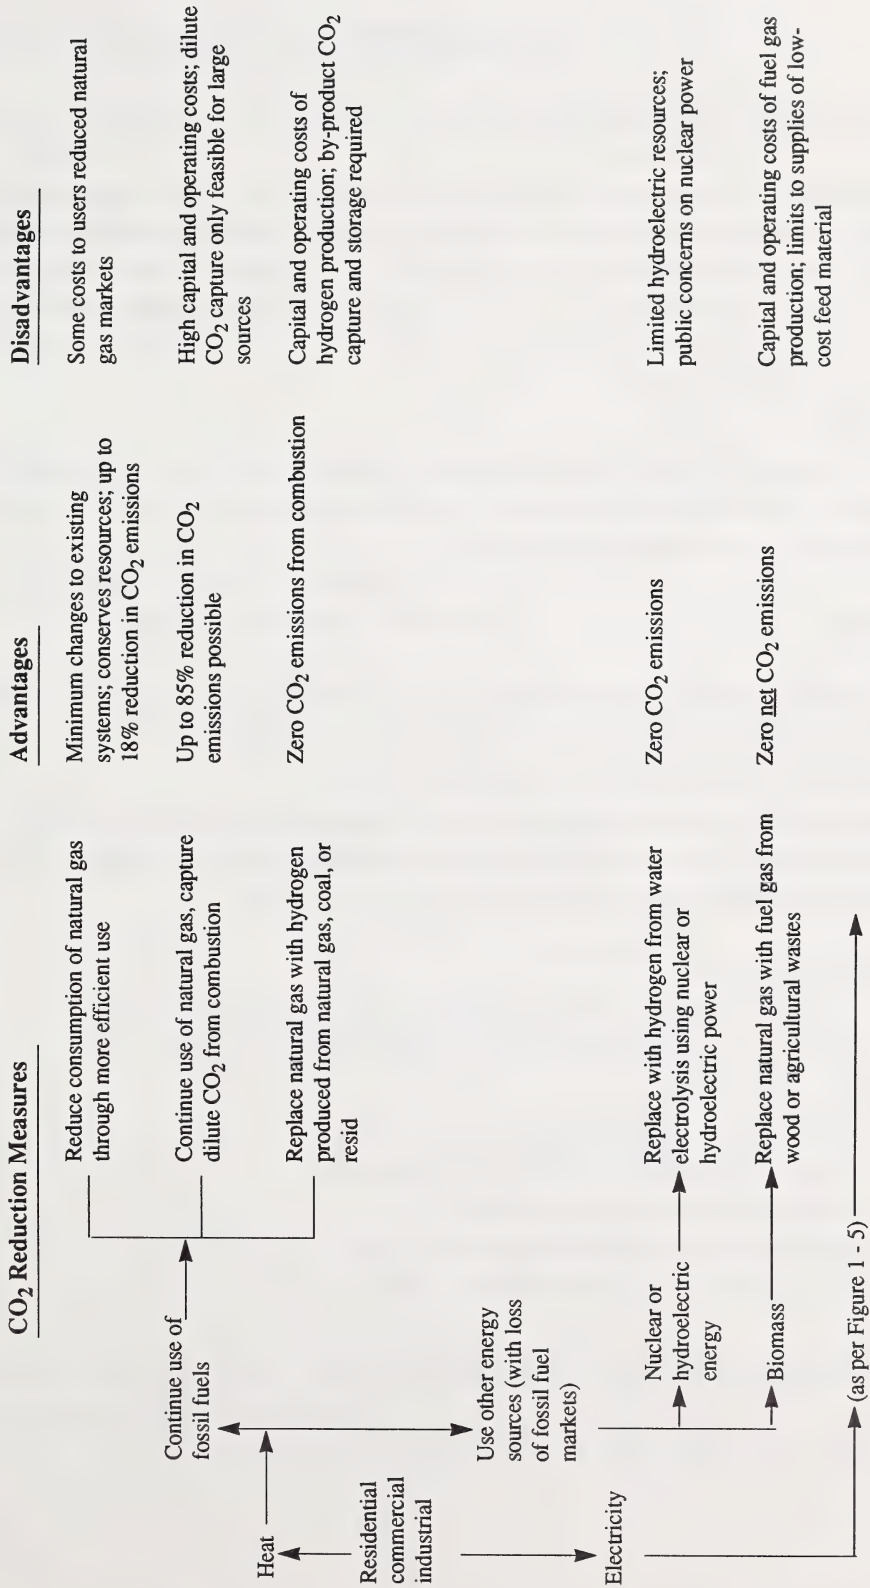 CO2 Reduction Measures
Advantages
Disadvantages
Residential
commercial
industrial
Heat
Continue use of
fossil fuels
Reduce consumption of natural gas
through more efficient use
Minimum changes to existing
systems; conserves resources; up to
18% reduction in CO2 emissions
Some costs to users reduced natural
gas markets
Continue use of natural gas, capture
dilute CO2 from combustion
Up to 85% reduction in CO2
emissions possible
High capital and operating costs; dilute
CO2 capture only feasible for large
sources
Replace natural gas with hydrogen
produced from natural gas, coal, or
resid
Zero CO2 emissions from combustion
Capital and operating costs of
hydrogen production; by-product CO2
capture and storage required
Use other energy
sources (with loss
of fossil fuel
markets)
Nuclear or
hydroelectric
energy
Replace with hydrogen from water
electrolysis using nuclear or
hydroelectric power
Zero CO2 emissions
Limited hydroelectric resources;
public concerns on nuclear power
Biomass
Replace natural gas with fuel gas from
wood or agricultural wastes
Zero net CO2 emissions
Capital and operating costs of fuel gas
production; limits to supplies of low-
cost feed material
Electricity
(as per Figure 1 - 5)